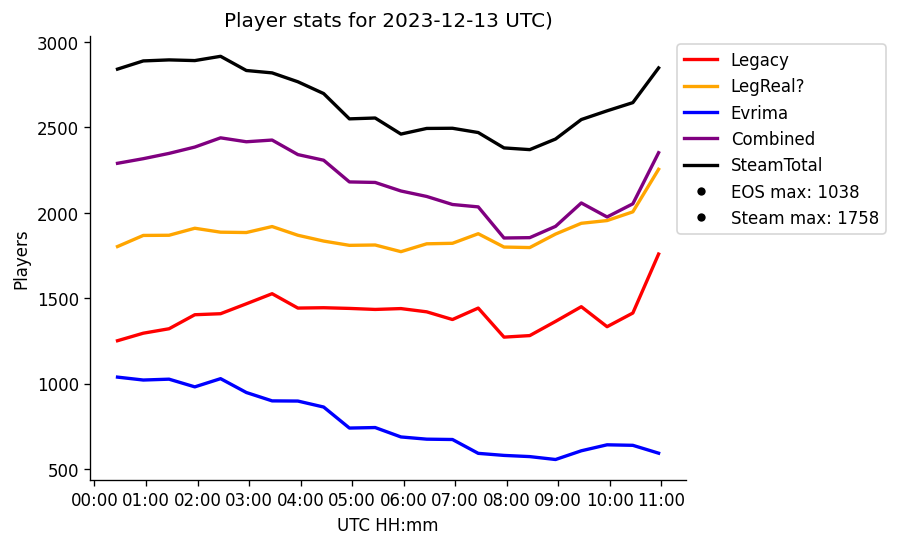 Player stats for 2023-12-13 UTC)
3000
2500
2000
1500
1000
500
Players
00:00 01:00 02:00 03:00 04:00 05:00 06:00 07:00 08:00 09:00 10:00 11:00
UTC HH:mm
Legacy
LegReal?
Evrima
Combined
SteamTotal
EOS max: 1038
Steam max: 1758